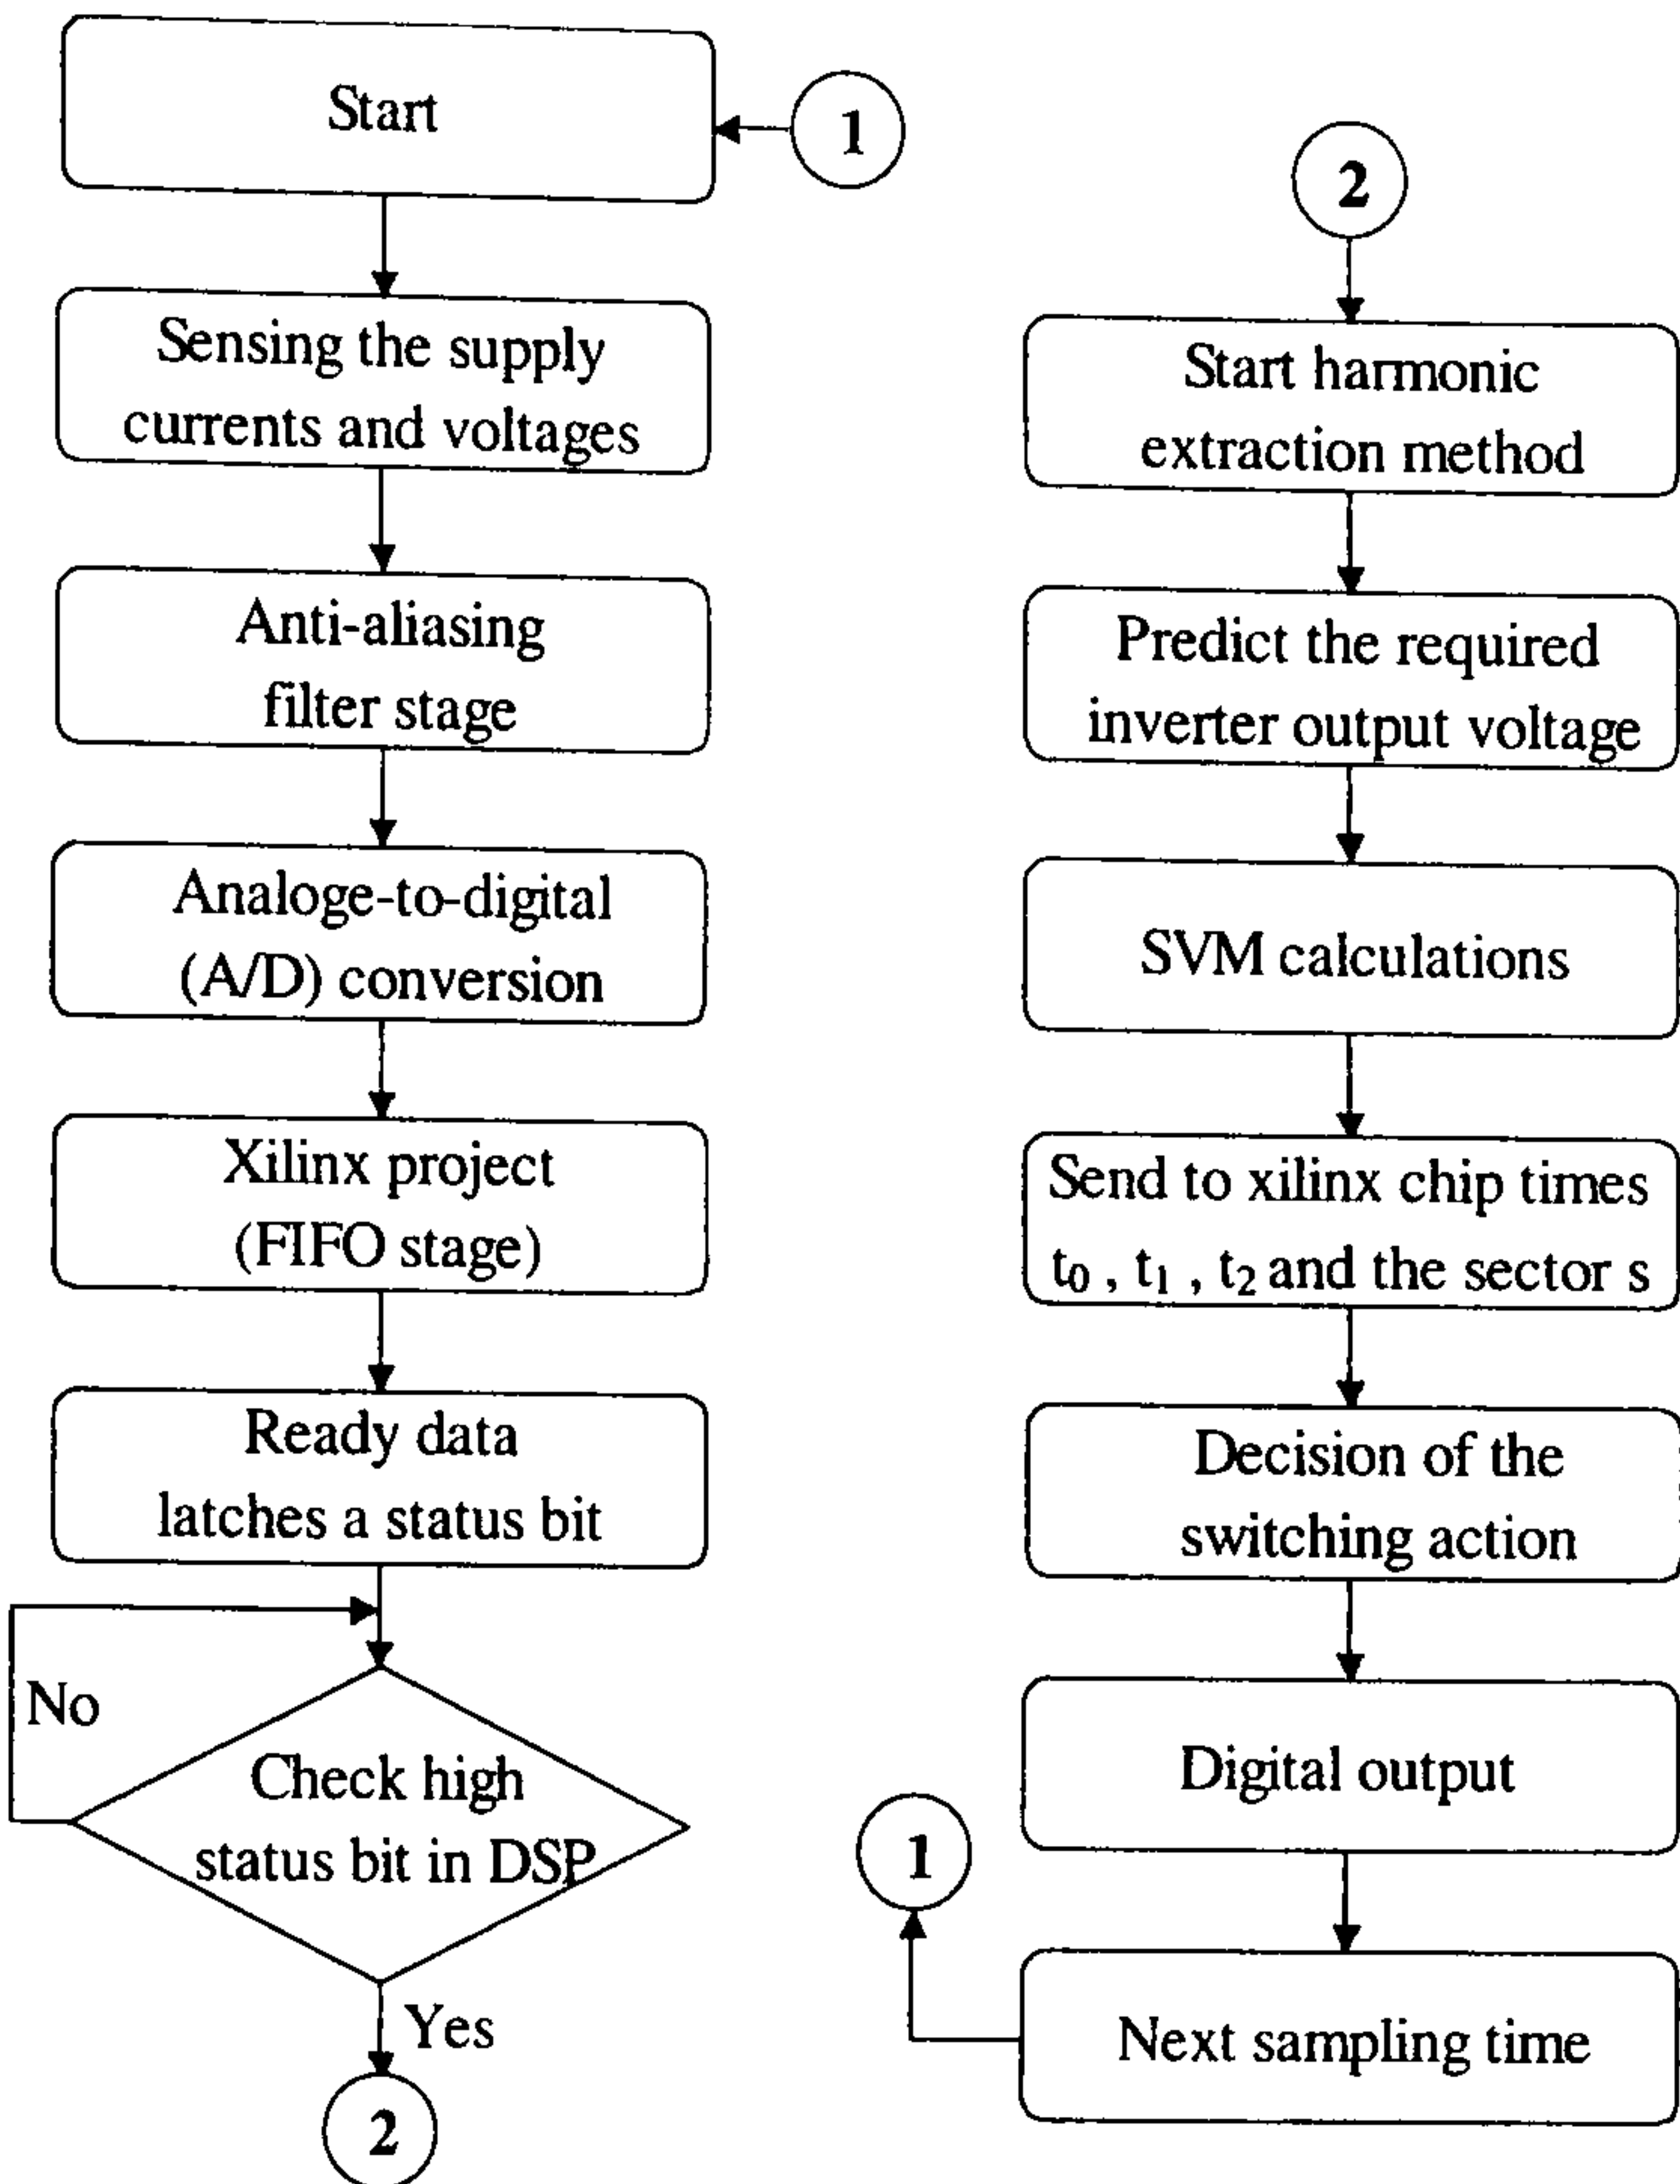 Start
1
Sensing the supply
currents and voltages
Anti-aliasing
filter stage
Analoge-to-digital
(A/D) conversion
Xilinx project
(FIFO stage)
Ready data
latches a status bit
No
Check high
status bit in DSP
Yes
2
2
Start harmonic
extraction method
Predict the required
inverter output voltage
SVM calculations
Send to xilinx chip times
t₀ , t₁ , t₂ and the sector s
Decision of the
switching action
Digital output
Next sampling time
1